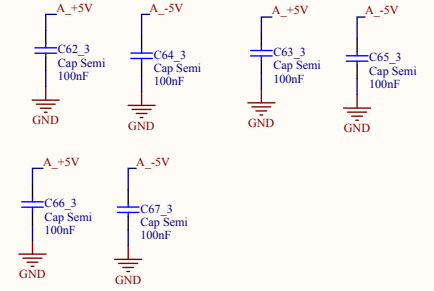 A_+5V
C62_3
Cap Semi
100nF
GND
A_-5V
C64_3
Cap Semi
100nF
GND
A_+5V
C63_3
Cap Semi
100nF
GND
A_-5V
C65_3
Cap Semi
100nF
GND
A_+5V
C66_3
Cap Semi
100nF
GND
A_-5V
C67_3
Cap Semi
100nF
GND